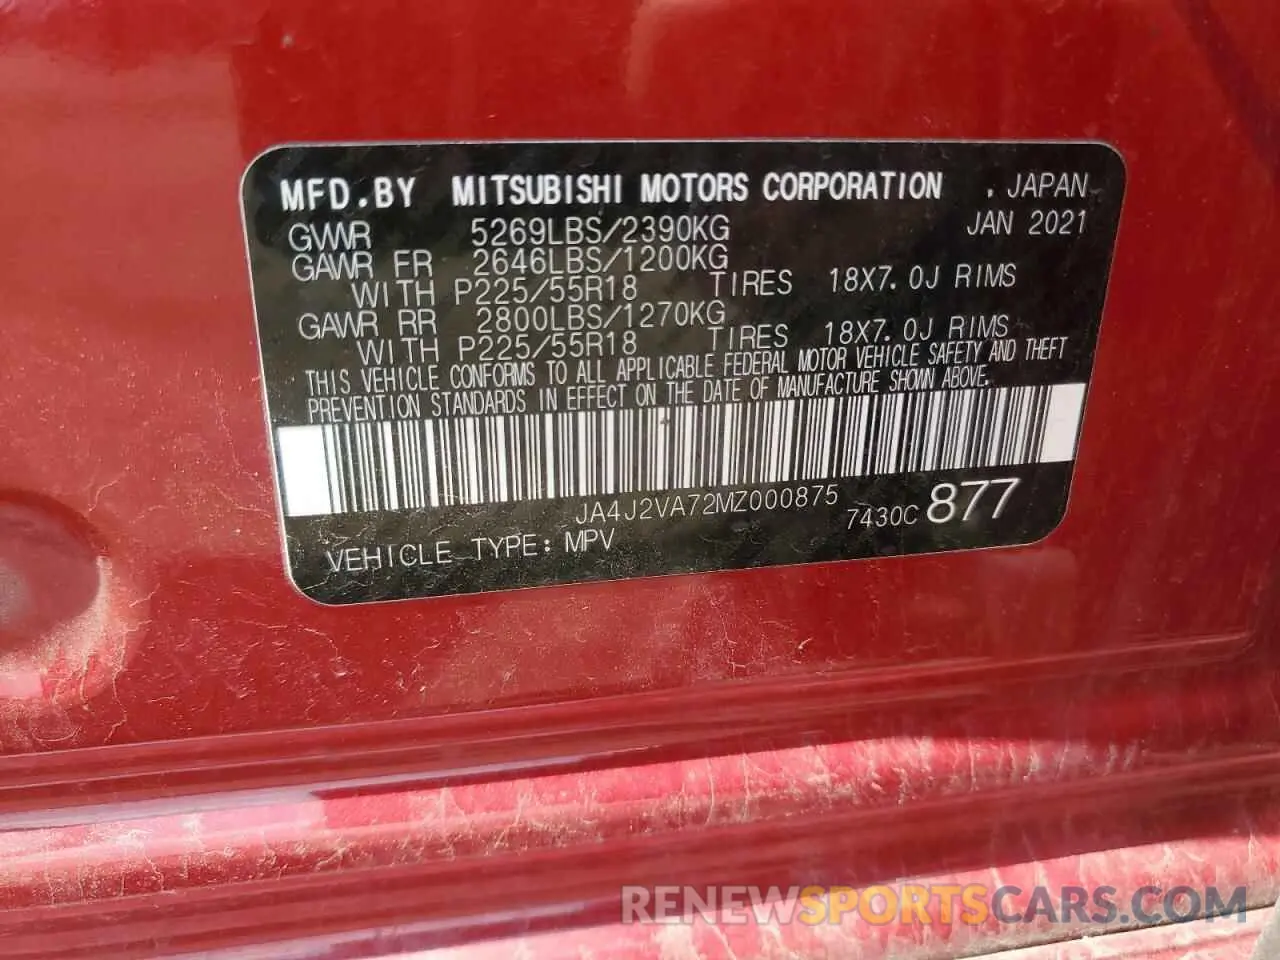 MFD.BY MITSUBISHI MOTORS CORPORATION . JAPAN
GVWR 5269LBS/2390KG JAN 2021
GAWR FR 2646LBS/1200KG
WITH P225/55R18 TIRES 18X7.0J RIMS
GAWR RR 2800LBS/1270KG
WITH P225/55R18 TIRES 18X7.0J RIMS
THIS VEHICLE CONFORMS TO ALL APPLICABLE FEDERAL MOTOR VEHICLE SAFETY AND THEFT
PREVENTION STANDARDS IN EFFECT ON THE DATE OF MANUFACTURE SHOWN ABOVE.
JA4J2VA72MZ000875 7430C 877
VEHICLE TYPE: MPV
RENEWSPORTSCARS.COM